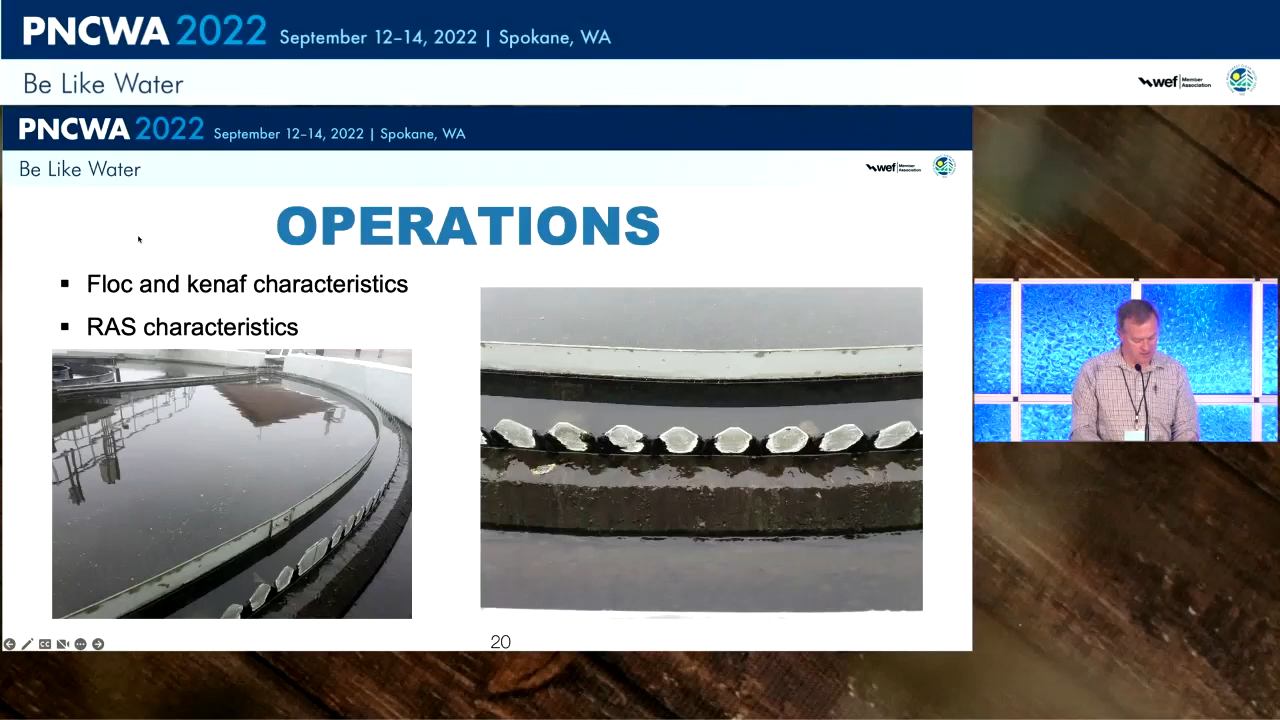 PNCWA 2022 September 12–14, 2022 | Spokane, WA
Be Like Water
wef Member Association
PNCWA 2022 September 12–14, 2022 | Spokane, WA
Be Like Water
wef Member Association
OPERATIONS
▪ Floc and kenaf characteristics
▪ RAS characteristics
CC
20